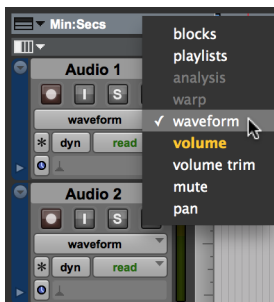 Min:Secs
Audio 1
I S
waveform
* dyn read
Audio 2
I S
waveform
* dyn read
blocks
playlists
analysis
warp
✓ waveform
volume
volume trim
mute
pan